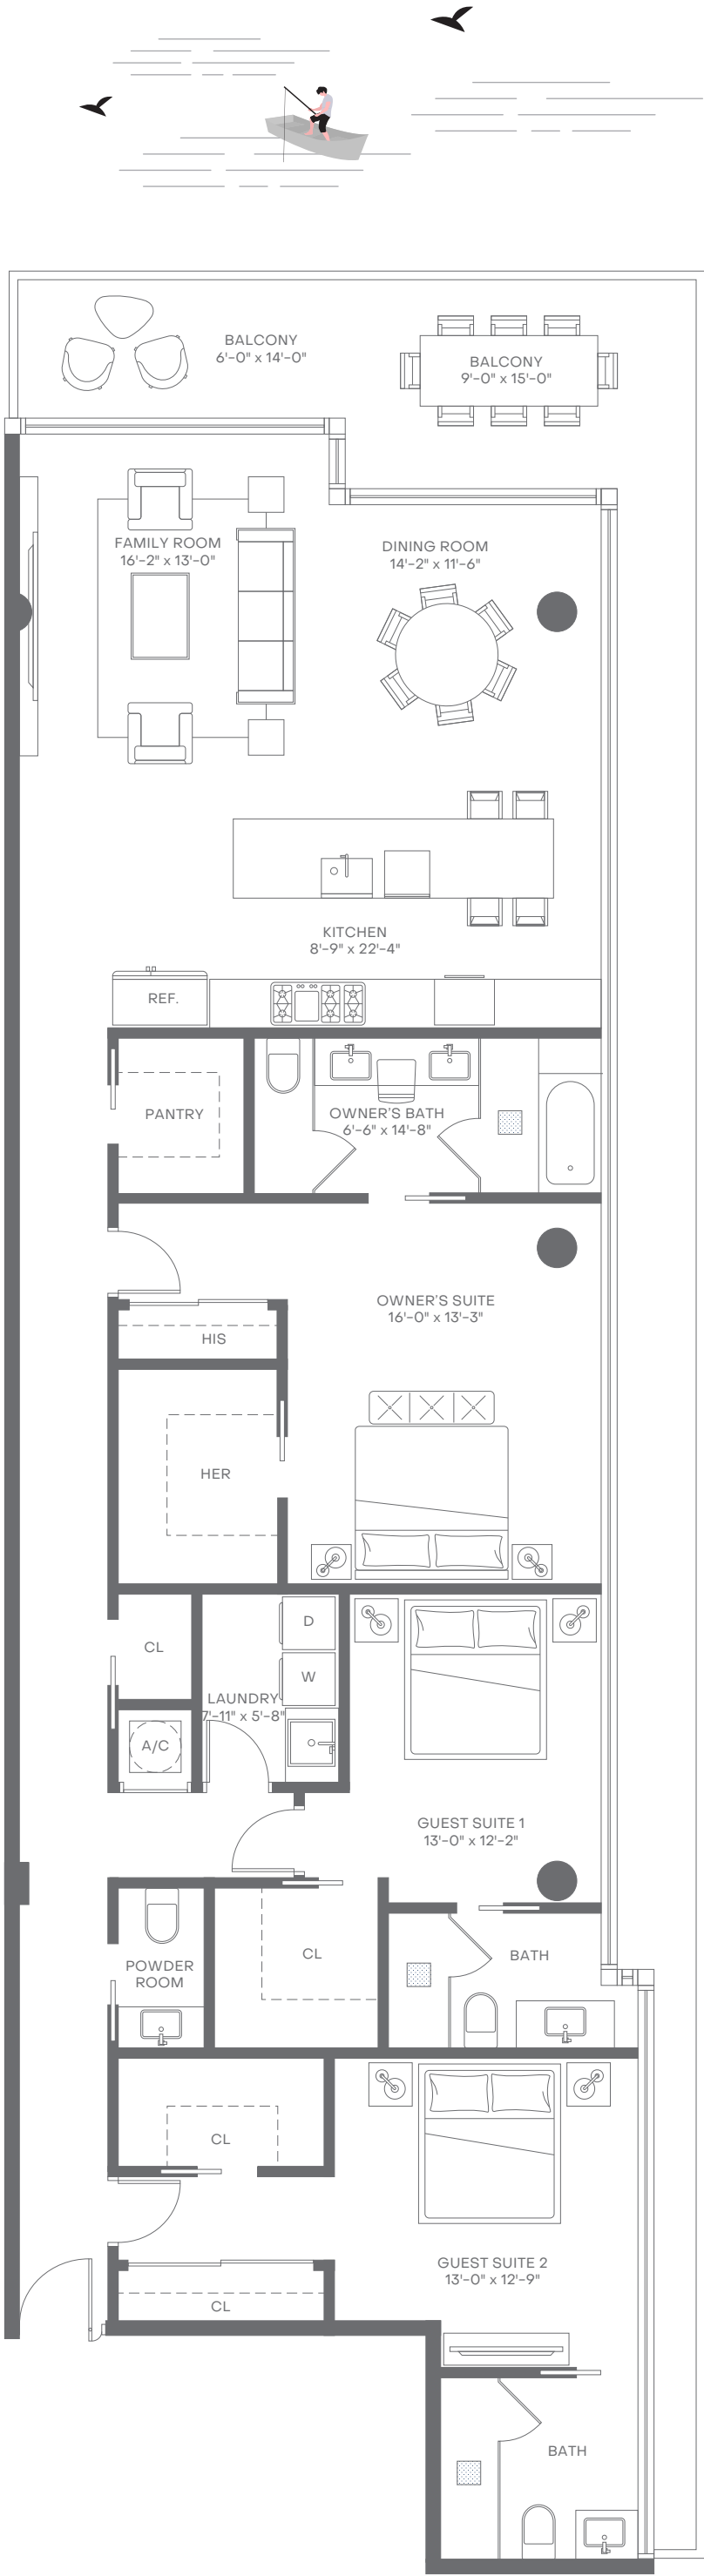 BALCONY
6'-0" x 14'-0"
BALCONY
9'-0" x 15'-0"
FAMILY ROOM
16'-2" x 13'-0"
DINING ROOM
14'-2" x 11'-6"
KITCHEN
8'-9" x 22'-4"
REF.
PANTRY
OWNER'S BATH
6'-6" x 14'-8"
OWNER'S SUITE
16'-0" x 13'-3"
HIS
HER
CL
D
W
LAUNDRY
7'-11" x 5'-8"
A/C
GUEST SUITE 1
13'-0" x 12'-2"
CL
BATH
POWDER
ROOM
CL
GUEST SUITE 2
13'-0" x 12'-9"
CL
BATH